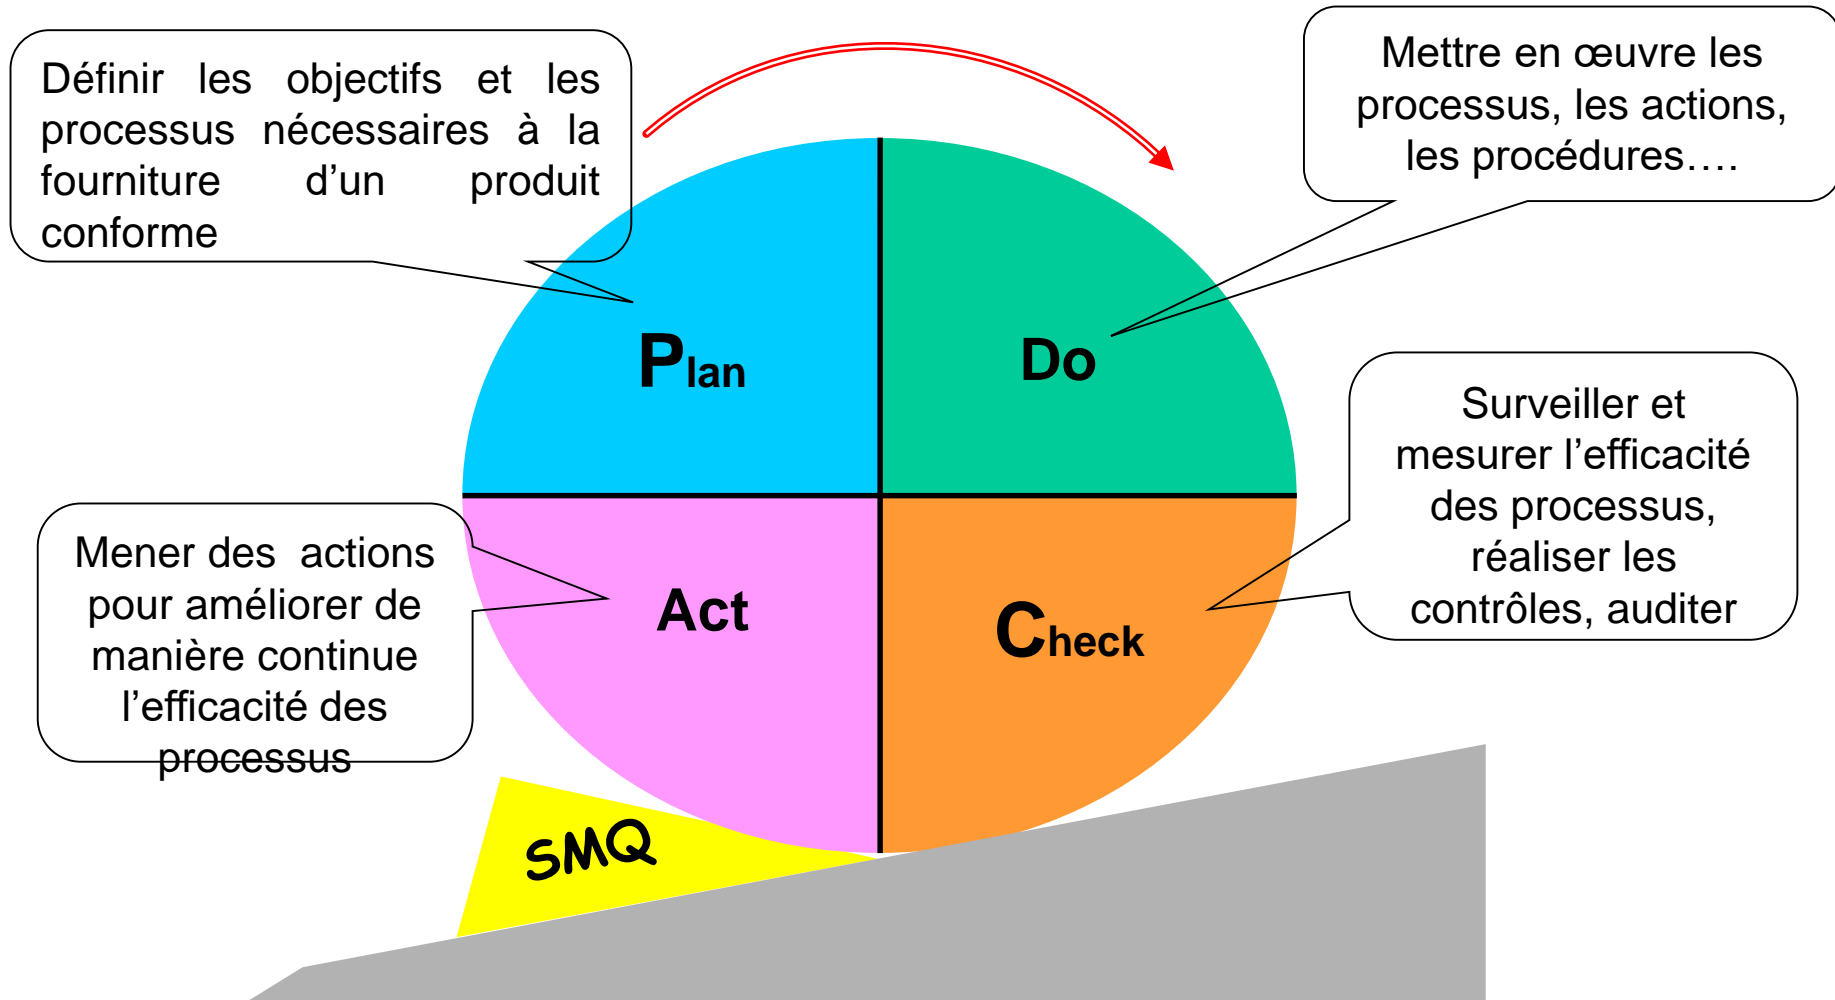 Définir les objectifs et les
processus nécessaires à la
fourniture d’un produit
conforme
Mettre en œuvre les
processus, les actions,
les procédures….
Plan
Do
Surveiller et
mesurer l’efficacité
des processus,
réaliser les
contrôles, auditer
Mener des actions
pour améliorer de
manière continue
l’efficacité des
processus
Act
Check
SMQ